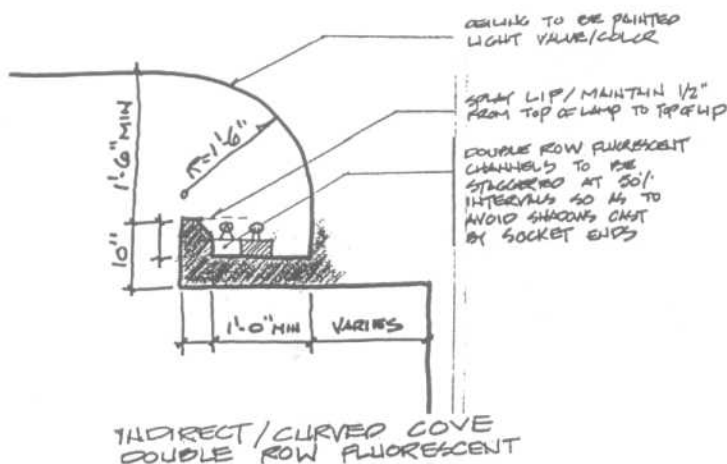 CEILING TO BE PAINTED
LIGHT VALUE/COLOR
SPLAY LIP/MAINTAIN 1/2"
FROM TOP OF LAMP TO TOP OF LIP
DOUBLE ROW FLUORESCENT
CHANNELS TO BE
STAGGERED AT 50%
INTERVALS SO AS TO
AVOID SHADOWS CAST
BY SOCKET ENDS
1'-6" MIN
R=1'-6"
10"
1'-0" MIN
VARIES
INDIRECT/CURVED COVE
DOUBLE ROW FLUORESCENT